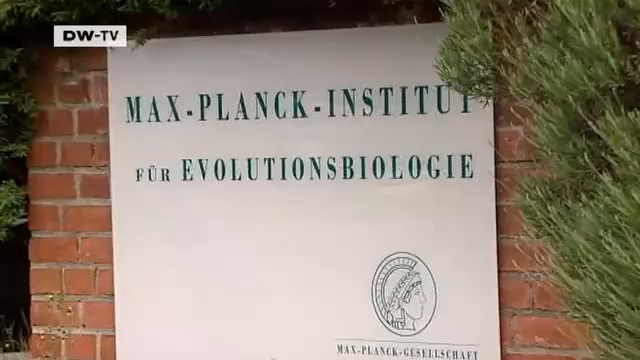 DW-TV
MAX-PLANCK-INSTITUT
FÜR EVOLUTIONSBIOLOGIE
MAX-PLANCK-GESELLSCHAFT